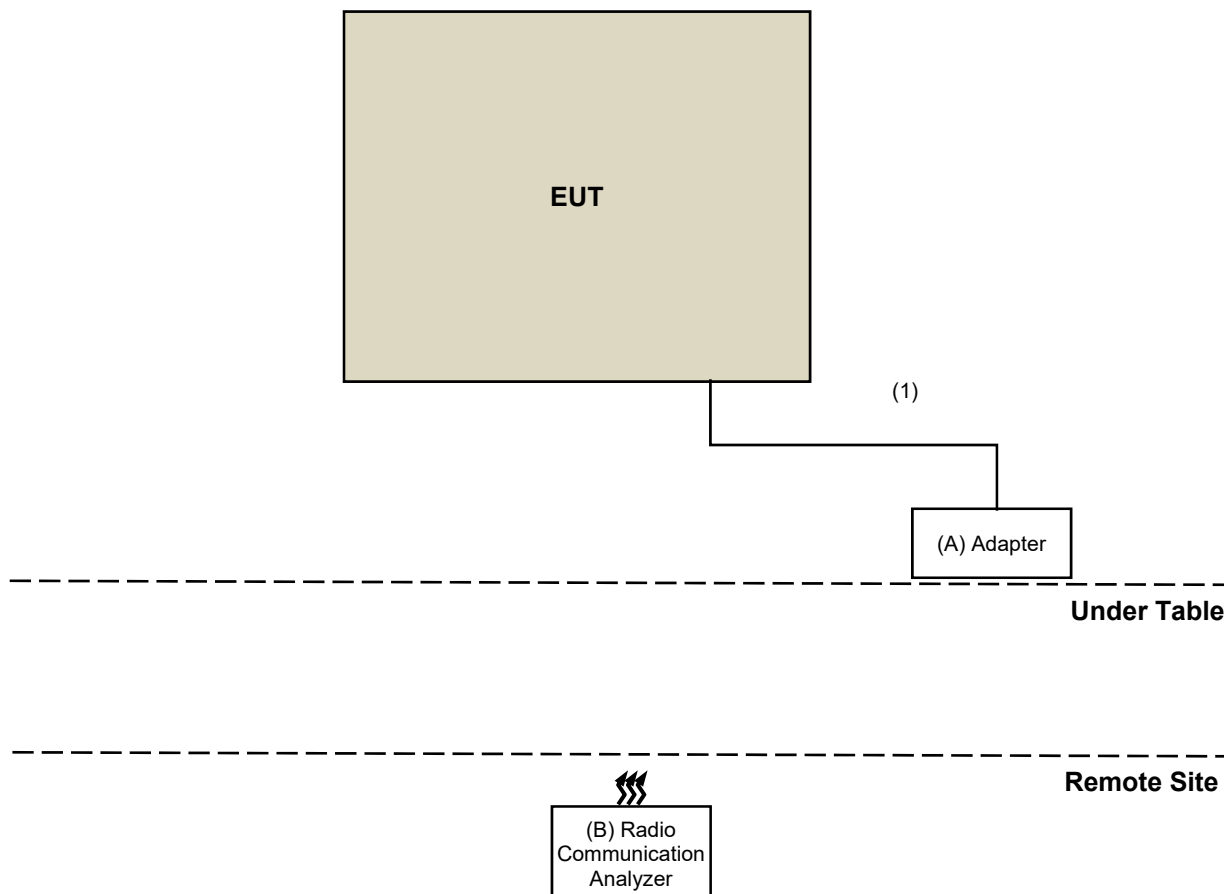 EUT
(1)
(A) Adapter
Under Table
Remote Site
(B) Radio
Communication
Analyzer